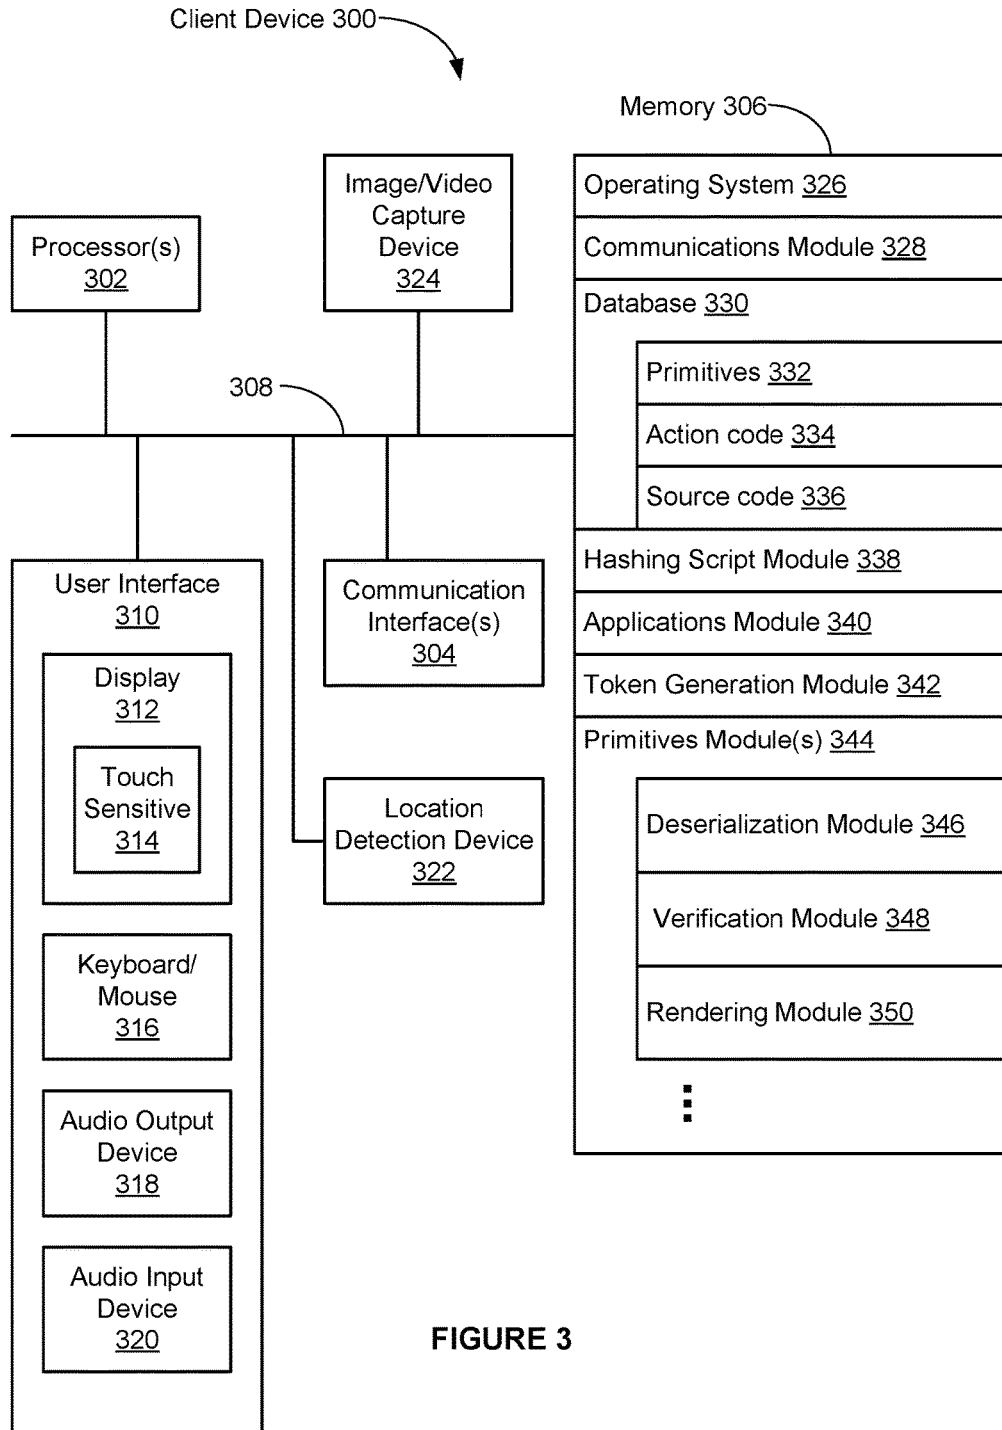 Client Device 300
Memory 306
Processor(s)
302
Image/Video
Capture
Device
324
308
User Interface
310
Display
312
Touch
Sensitive
314
Keyboard/
Mouse
316
Audio Output
Device
318
Audio Input
Device
320
Communication
Interface(s)
304
Location
Detection Device
322
Operating System 326
Communications Module 328
Database 330
Primitives 332
Action code 334
Source code 336
Hashing Script Module 338
Applications Module 340
Token Generation Module 342
Primitives Module(s) 344
Deserialization Module 346
Verification Module 348
Rendering Module 350
FIGURE 3